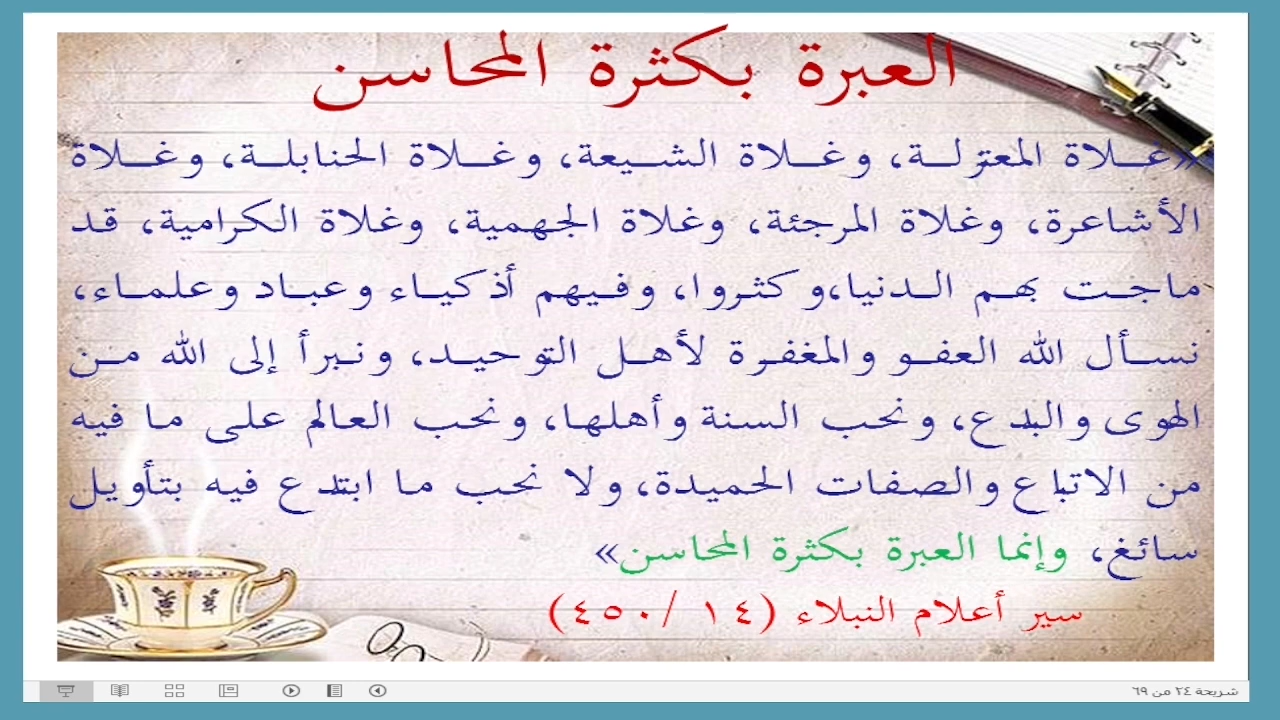 العبرة بكثرة المحاسن
«غلاة المعتزلة، وغلاة الشيعة، وغلاة الحنابلة، وغلاة
الأشاعرة، وغلاة المرجئة، وغلاة الجهمية، وغلاة الكرامية، قد
ماجت بهم الدنيا،وكثروا، وفيهم أذكياء وعباد وعلماء،
نسأل الله العفو والمغفرة لأهل التوحيد، ونبرأ إلى الله من
الهوى والبدع، ونحب السنة وأهلها، ونحب العالم على ما فيه
من الاتباع والصفات الحميدة، ولا نحب ما ابتدع فيه بتأويل
سائغ، وإنما العبرة بكثرة المحاسن»
سير أعلام النبلاء (١٤ /٤٥٠)
شريحة ٢٤ من ٦٩